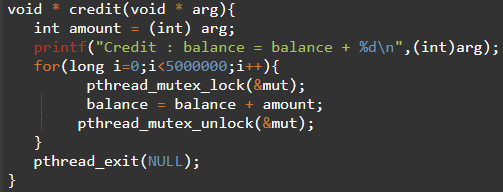 void * credit(void * arg){
int amount = (int) arg;
printf("Credit : balance = balance + %d\n",(int)arg);
for(long i=0;i<5000000;i++){
pthread_mutex_lock(&mut);
balance = balance + amount;
pthread_mutex_unlock(&mut);
}
pthread_exit(NULL);
}